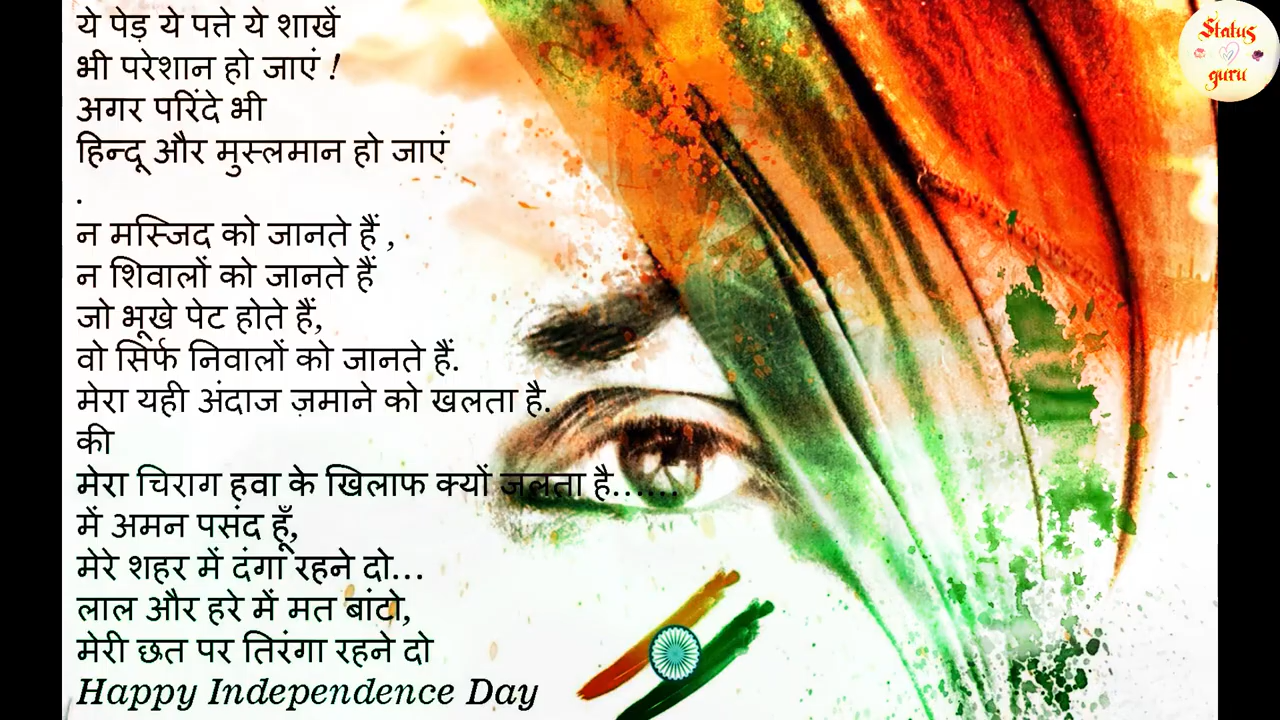 ये पेड़ ये पत्ते ये शाखें
भी परेशान हो जाएं !
अगर परिंदे भी
हिन्दू और मुस्लमान हो जाएं
.
न मस्जिद को जानते हैं ,
न शिवालों को जानते हैं
जो भूखे पेट होते हैं,
वो सिर्फ निवालों को जानते हैं.
मेरा यही अंदाज ज़माने को खलता है.
की
मेरा चिराग हवा के खिलाफ क्यों जलता है……
में अमन पसंद हूँ,
मेरे शहर में दंगा रहने दो…
लाल और हरे में मत बांटो,
मेरी छत पर तिरंगा रहने दो
Happy Independence Day
Status
guru